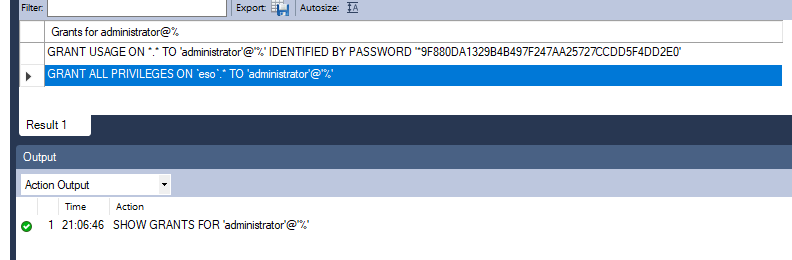 Filter: Export: Autosize:
Grants for administrator@%
GRANT USAGE ON *.* TO 'administrator'@'%' IDENTIFIED BY PASSWORD '*9F880DA1329B4B497F247AA25727CCDD5F4DD2E0'
GRANT ALL PRIVILEGES ON `eso`.* TO 'administrator'@'%'
Result 1
Output
Action Output
Time Action
1 21:06:46 SHOW GRANTS FOR 'administrator'@'%'